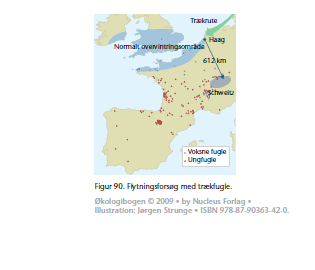 Trækrute
Haag
Normalt overvintringsområde
612 km
Schweiz
Voksne fugle
Ungfugle
Figur 90. Flytningsforsøg med trækfugle.
Økologibogen © 2009 • by Nucleus Forlag •
Illustration: Jørgen Strunge • ISBN 978-87-90363-42-0.